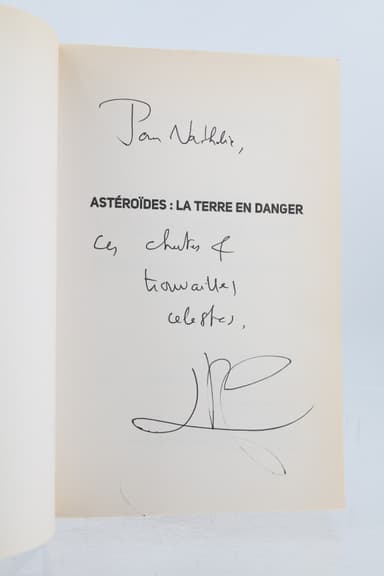 Pour Nathalie,
ASTÉROÏDES : LA TERRE EN DANGER
ces chutes &
trouvailles
celestes,